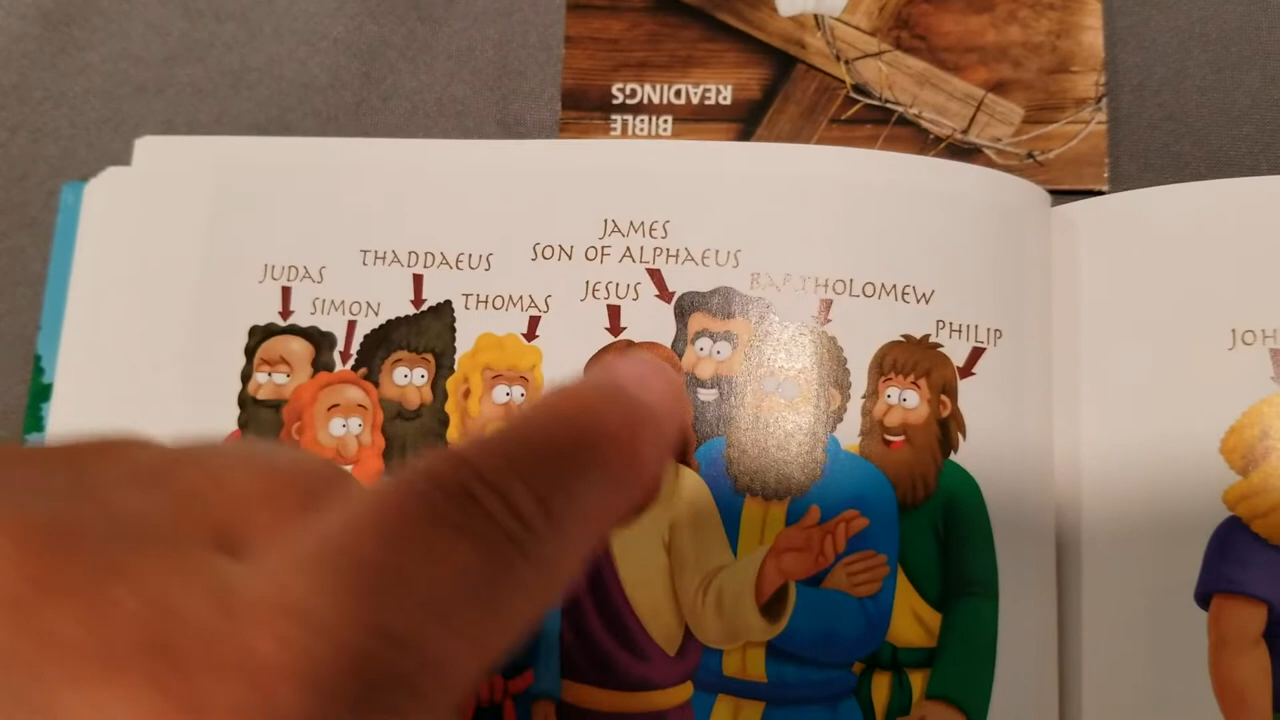 BIBLE
READINGS
JAMES
SON OF ALPHAEUS
JUDAS
THADDAEUS
SIMON
THOMAS
JESUS
BARTHOLOMEW
PHILIP